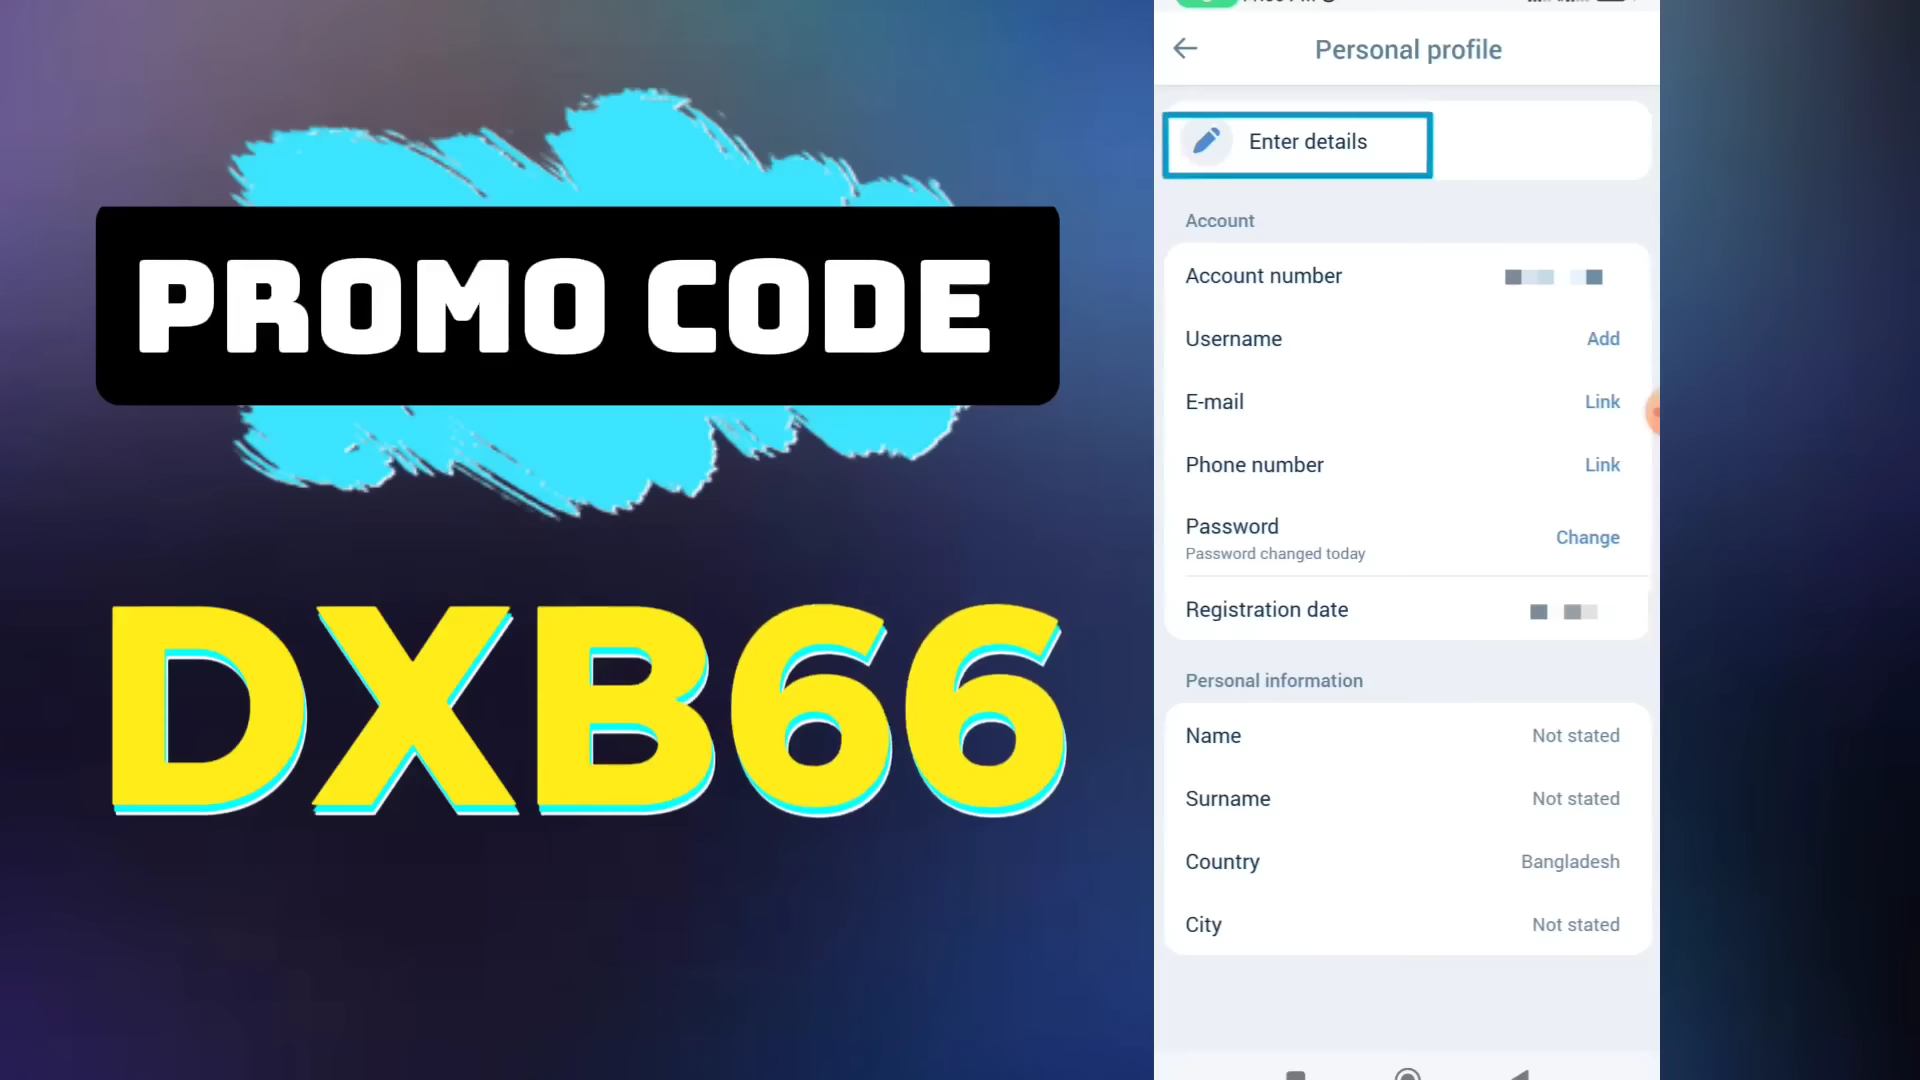 PROMO CODE
DXB66
Personal profile
Enter details
Account
Account number
Username Add
E-mail Link
Phone number Link
Password
Password changed today
Change
Registration date
Personal information
Name Not stated
Surname Not stated
Country Bangladesh
City Not stated